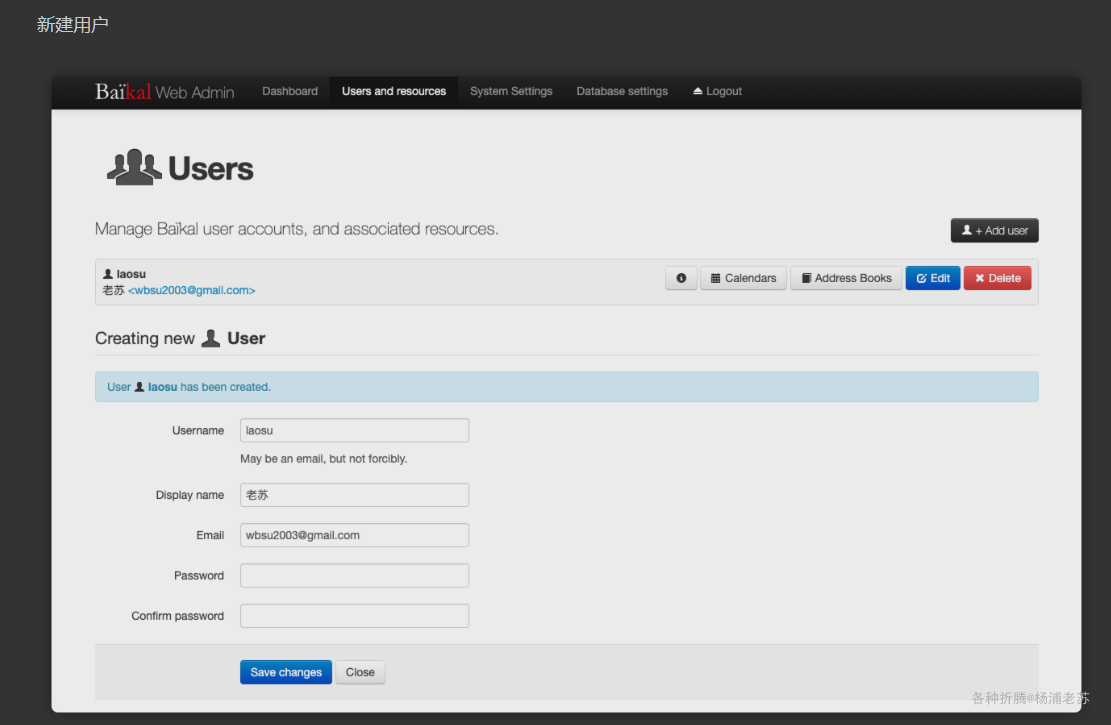 新建用户
Baïkal Web Admin Dashboard Users and resources System Settings Database settings Logout
Users
Manage Baïkal user accounts, and associated resources.
+ Add user
laosu
老苏 <wbsu2003@gmail.com>
Calendars Address Books Edit Delete
Creating new User
User laosu has been created.
Username laosu
May be an email, but not forcibly.
Display name 老苏
Email wbsu2003@gmail.com
Password
Confirm password
Save changes Close
各种折腾@杨浦老苏